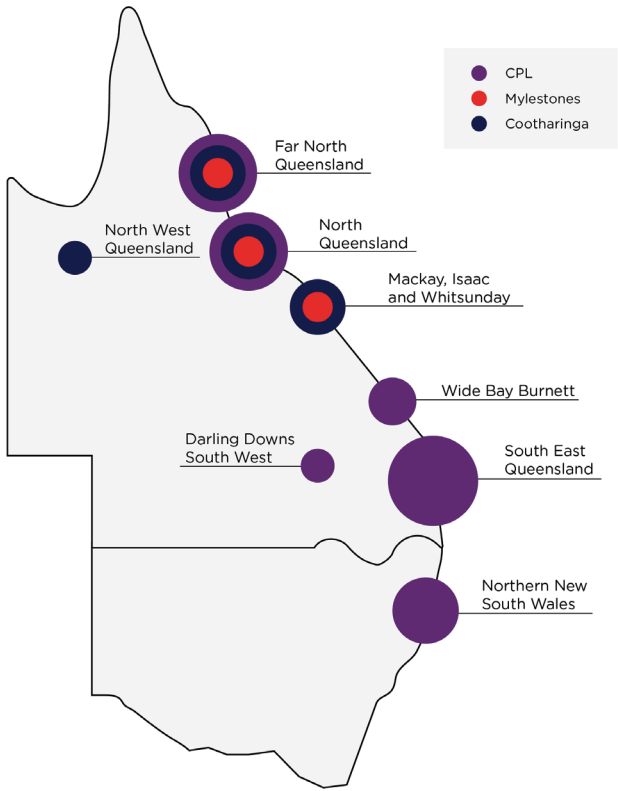 CPL
Mylestones
Cootharinga
Far North
Queensland
North West
Queensland
North
Queensland
Mackay, Isaac
and Whitsunday
Wide Bay Burnett
Darling Downs
South West
South East
Queensland
Northern New
South Wales